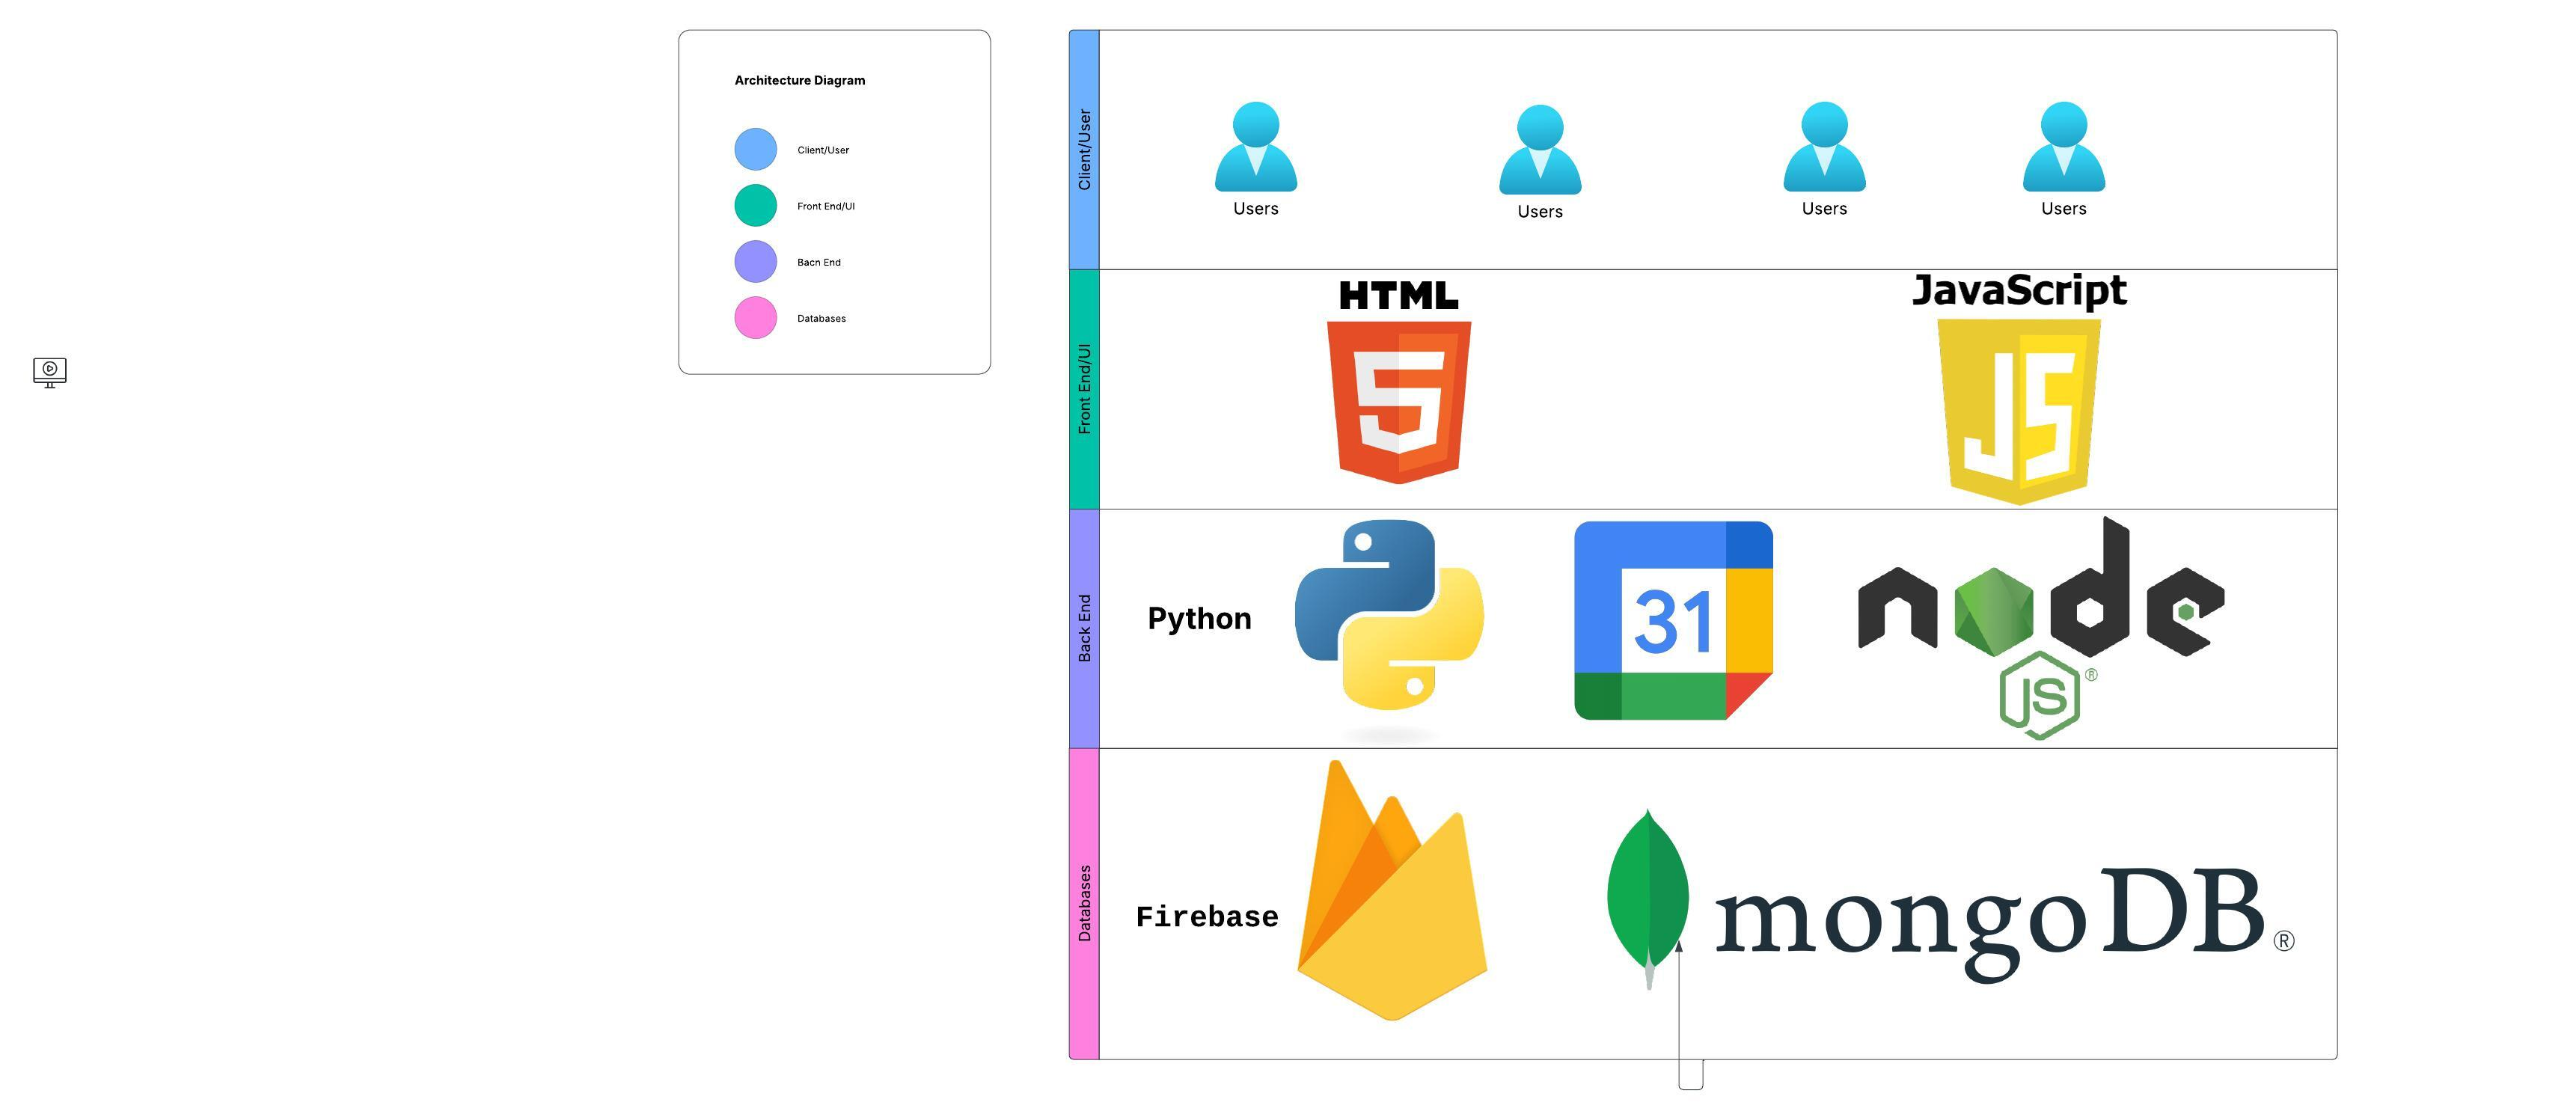 Architecture Diagram
Client/User
Front End/UI
Bacn End
Databases
Client/User
Users
Users
Users
Users
Front End/UI
HTML
5
JavaScript
JS
Back End
Python
31
node
JS ®
Databases
Firebase
mongoDB®